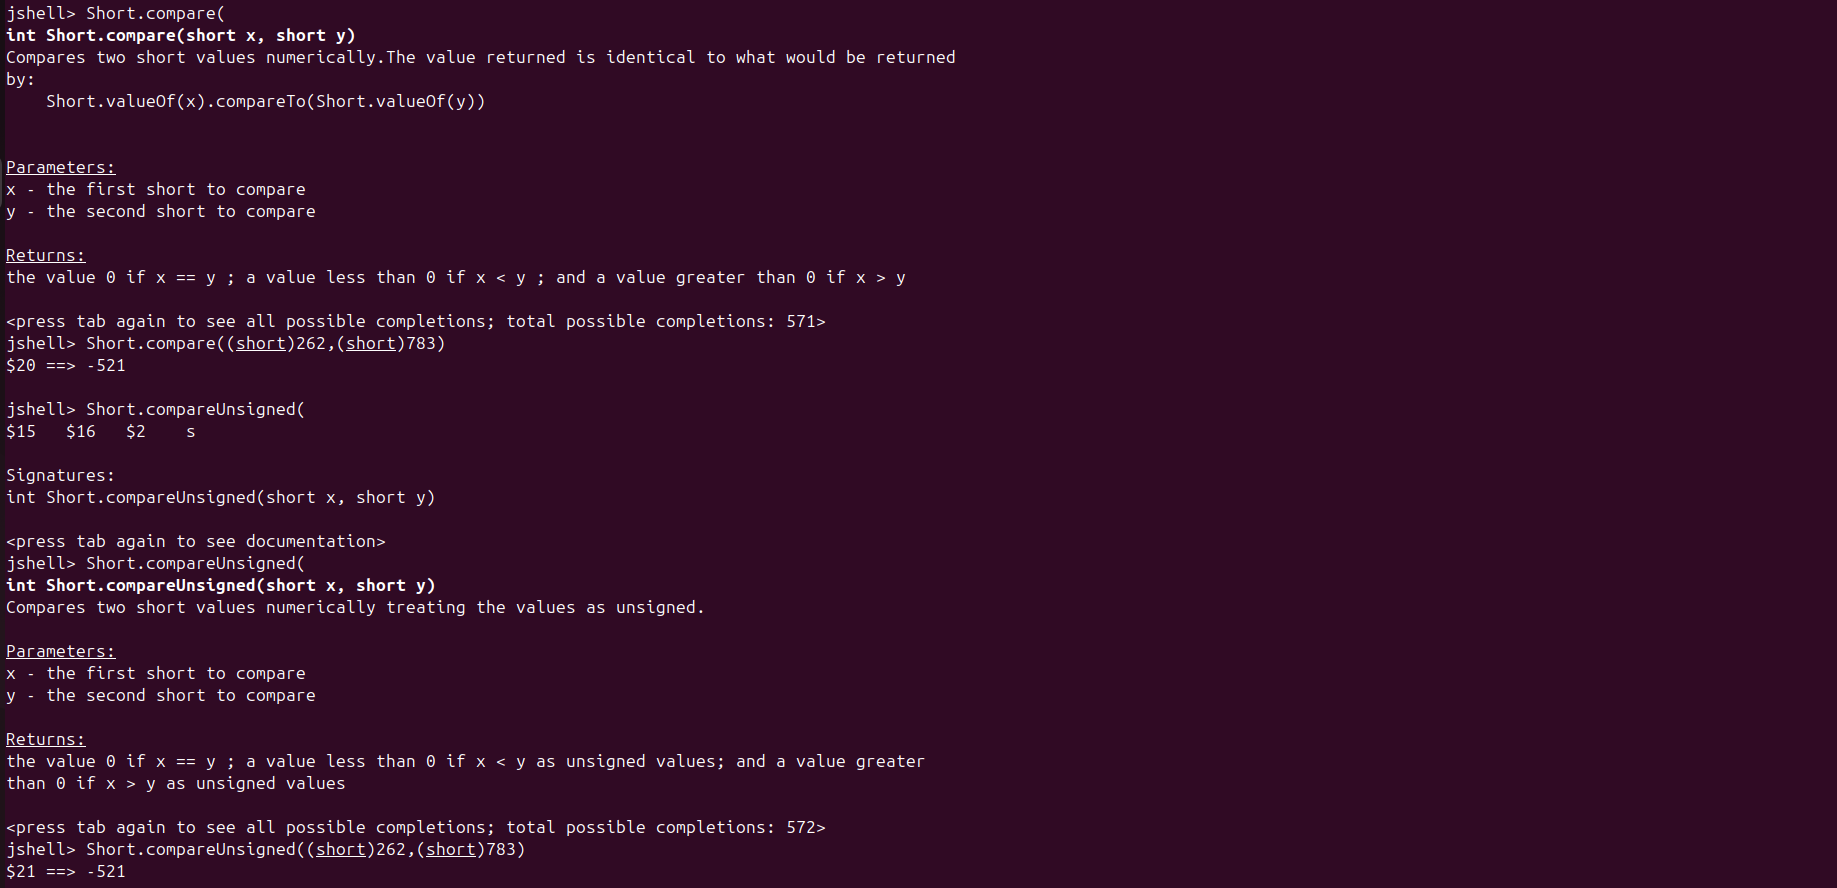 jshell> Short.compare(
int Short.compare(short x, short y)
Compares two short values numerically.The value returned is identical to what would be returned
by:
    Short.valueOf(x).compareTo(Short.valueOf(y))
Parameters:
x - the first short to compare
y - the second short to compare
Returns:
the value 0 if x == y ; a value less than 0 if x < y ; and a value greater than 0 if x > y
<press tab again to see all possible completions; total possible completions: 571>
jshell> Short.compare((short)262,(short)783)
$20 ==> -521
jshell> Short.compareUnsigned(
$15   $16   $2    s
Signatures:
int Short.compareUnsigned(short x, short y)
<press tab again to see documentation>
jshell> Short.compareUnsigned(
int Short.compareUnsigned(short x, short y)
Compares two short values numerically treating the values as unsigned.
Parameters:
x - the first short to compare
y - the second short to compare
Returns:
the value 0 if x == y ; a value less than 0 if x < y as unsigned values; and a value greater
than 0 if x > y as unsigned values
<press tab again to see all possible completions; total possible completions: 572>
jshell> Short.compareUnsigned((short)262,(short)783)
$21 ==> -521